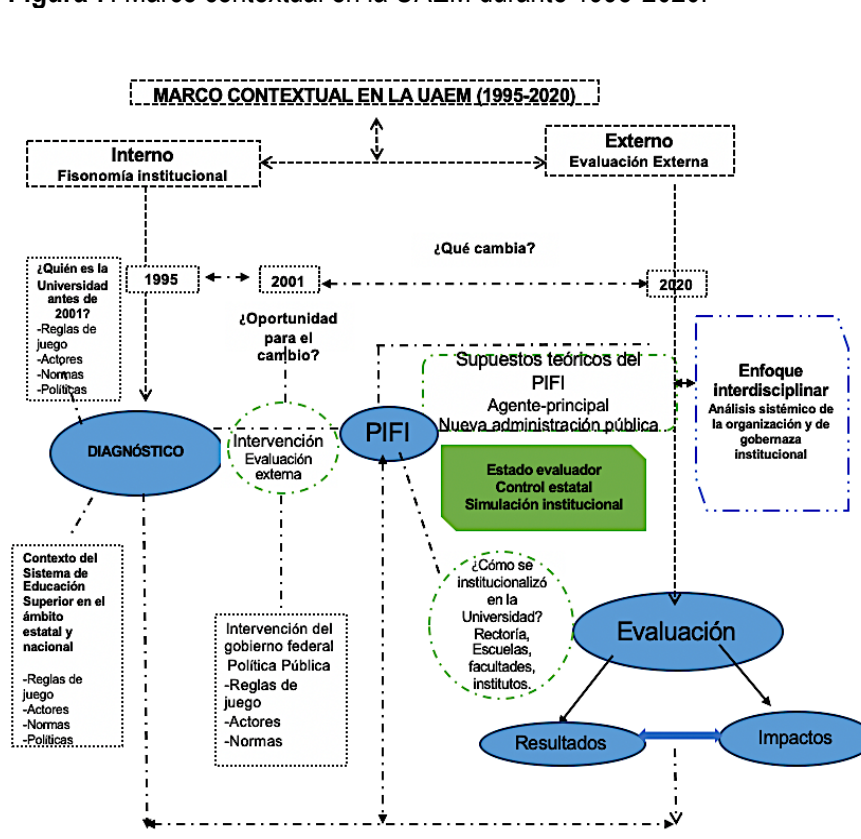 MARCO CONTEXTUAL EN LA UAEM (1995-2020)
Interno
Fisonomía institucional
Externo
Evaluación Externa
¿Qué cambia?
¿Quién es la
Universidad
antes de
2001?
-Reglas de
juego
-Actores
-Normas
-Políticas
1995
2001
2020
¿Oportunidad
para el
cambio?
Supuestos teóricos del
PIFI
Agente-principal
Nueva administración pública
Enfoque
interdisciplinar
Análisis sistémico de
la organización y de
gobernaza
institucional
DIAGNÓSTICO
Intervención
Evaluación
externa
PIFI
Estado evaluador
Control estatal
Simulación institucional
Contexto del
Sistema de
Educación
Superior en el
ámbito
estatal y
nacional
-Reglas de
juego
-Actores
-Normas
-Políticas
Intervención del
gobierno federal
Política Pública
-Reglas de
juego
-Actores
-Normas
¿Cómo se
institucionalizó
en la
Universidad?
Rectoría,
Escuelas,
facultades,
institutos.
Evaluación
Resultados
Impactos